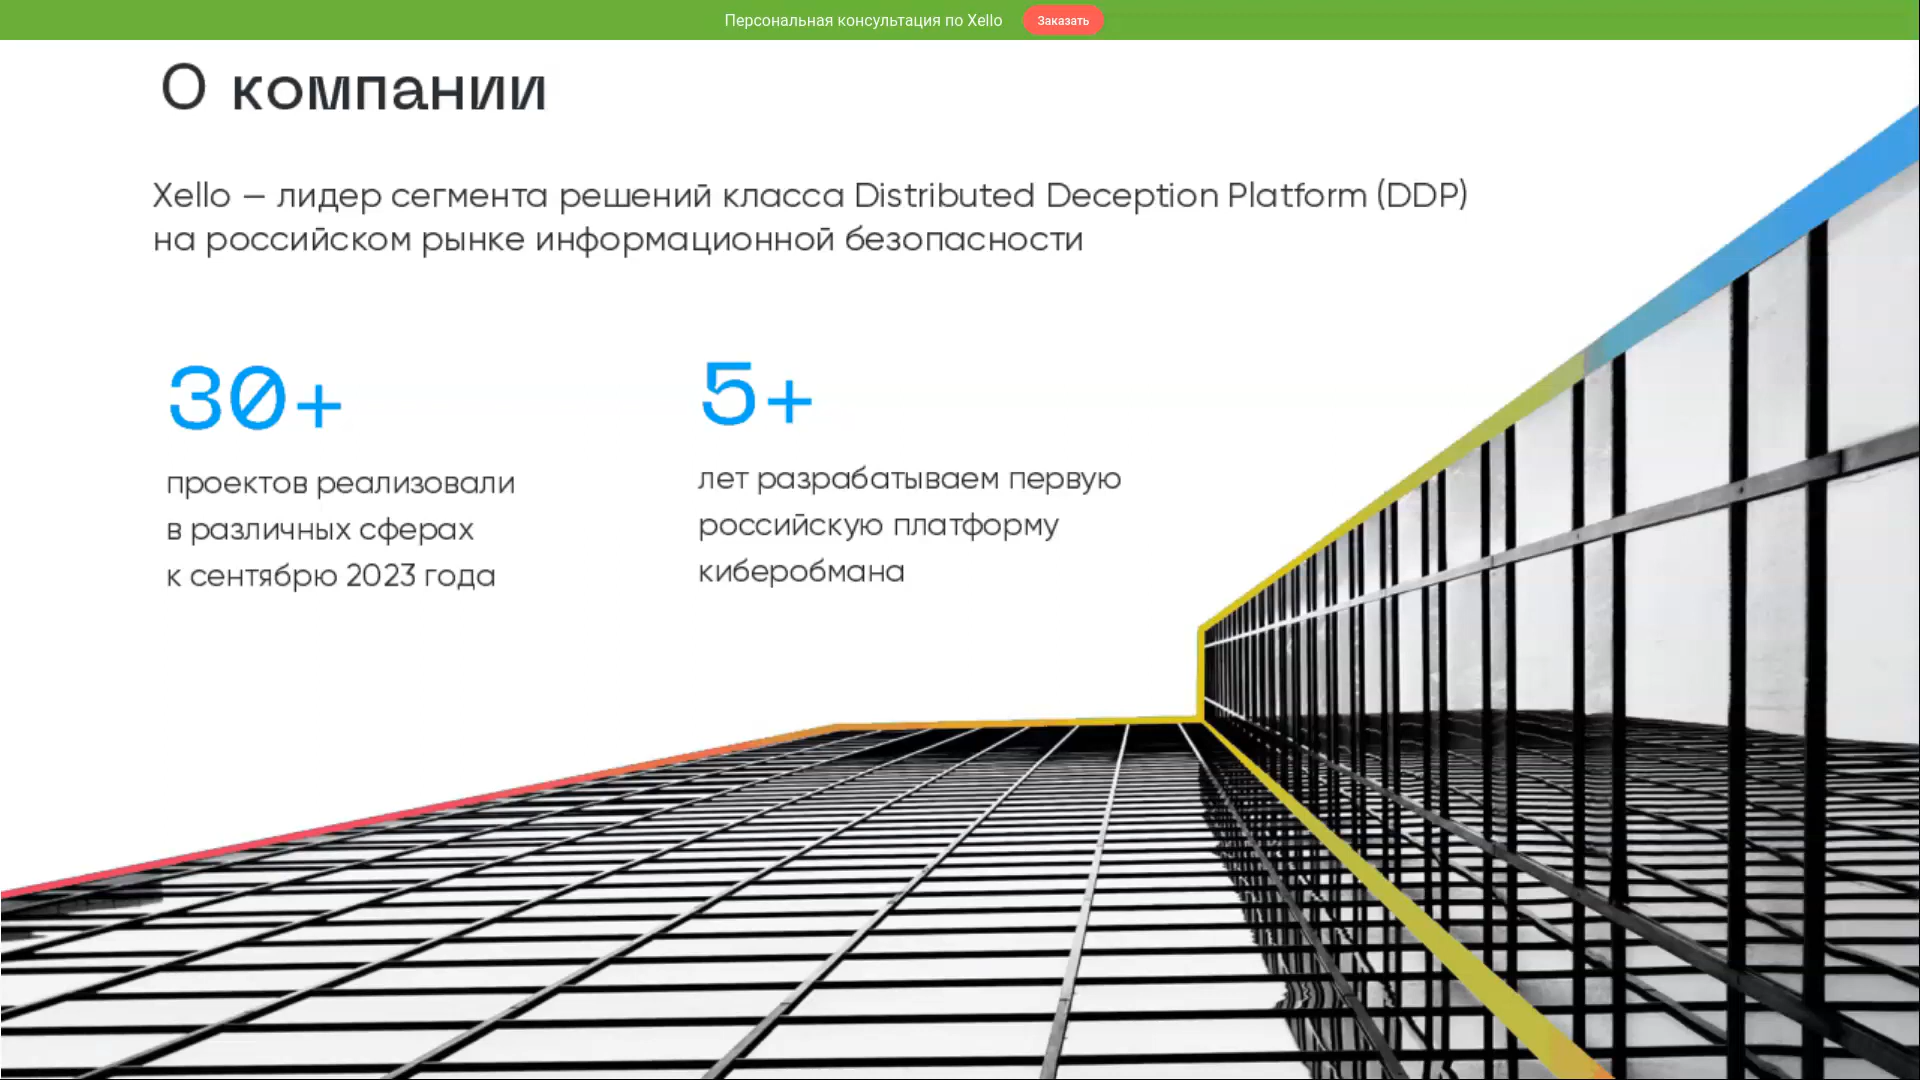 Персональная консультация по Xello
Заказать
О компании
Xello — лидер сегмента решений класса Distributed Deception Platform (DDP)
на российском рынке информационной безопасности
30+
проектов реализовали
в различных сферах
к сентябрю 2023 года
5+
лет разрабатываем первую
российскую платформу
киберобмана